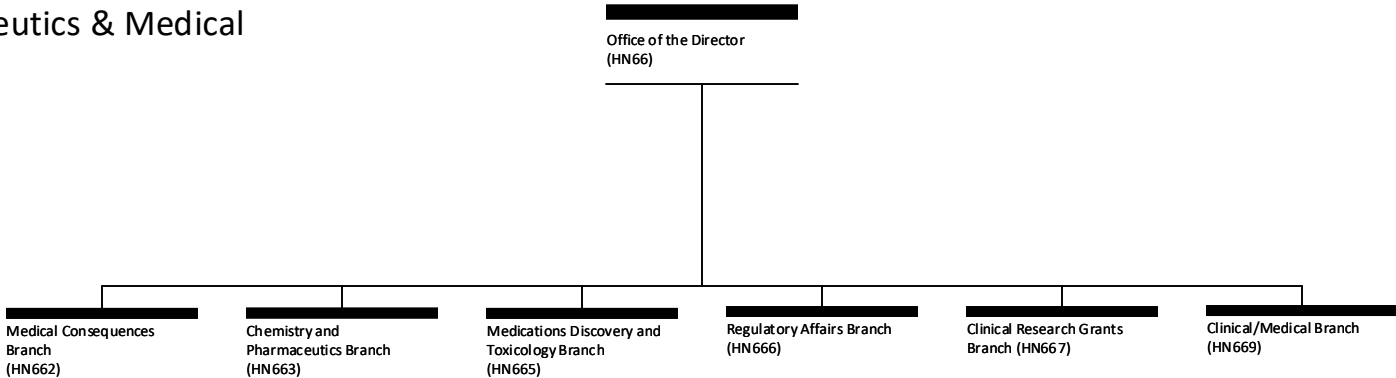 & Medical
Office of the Director
(HN66)
Medical Consequences
Branch
(HN662)
Chemistry and
Pharmaceutics Branch
(HN663)
Medications Discovery and
Toxicology Branch
(HN665)
Regulatory Affairs Branch
(HN666)
Clinical Research Grants
Branch (HN667)
Clinical/Medical Branch
(HN669)